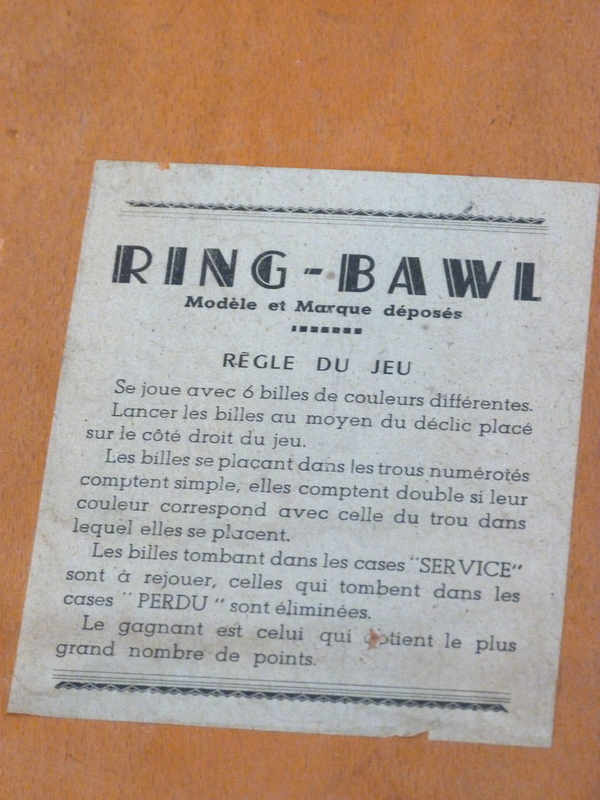 RING-BAWL
Modèle et Marque déposés
RÈGLE DU JEU
Se joue avec 6 billes de couleurs différentes.
Lancer les billes au moyen du déclic placé
sur le côté droit du jeu.
Les billes se plaçant dans les trous numérotés
comptent simple, elles comptent double si leur
couleur correspond avec celle du trou dans
lequel elles se placent.
Les billes tombant dans les cases "SERVICE"
sont à rejouer, celles qui tombent dans les
cases " PERDU " sont éliminées.
Le gagnant est celui qui obtient le plus
grand nombre de points.